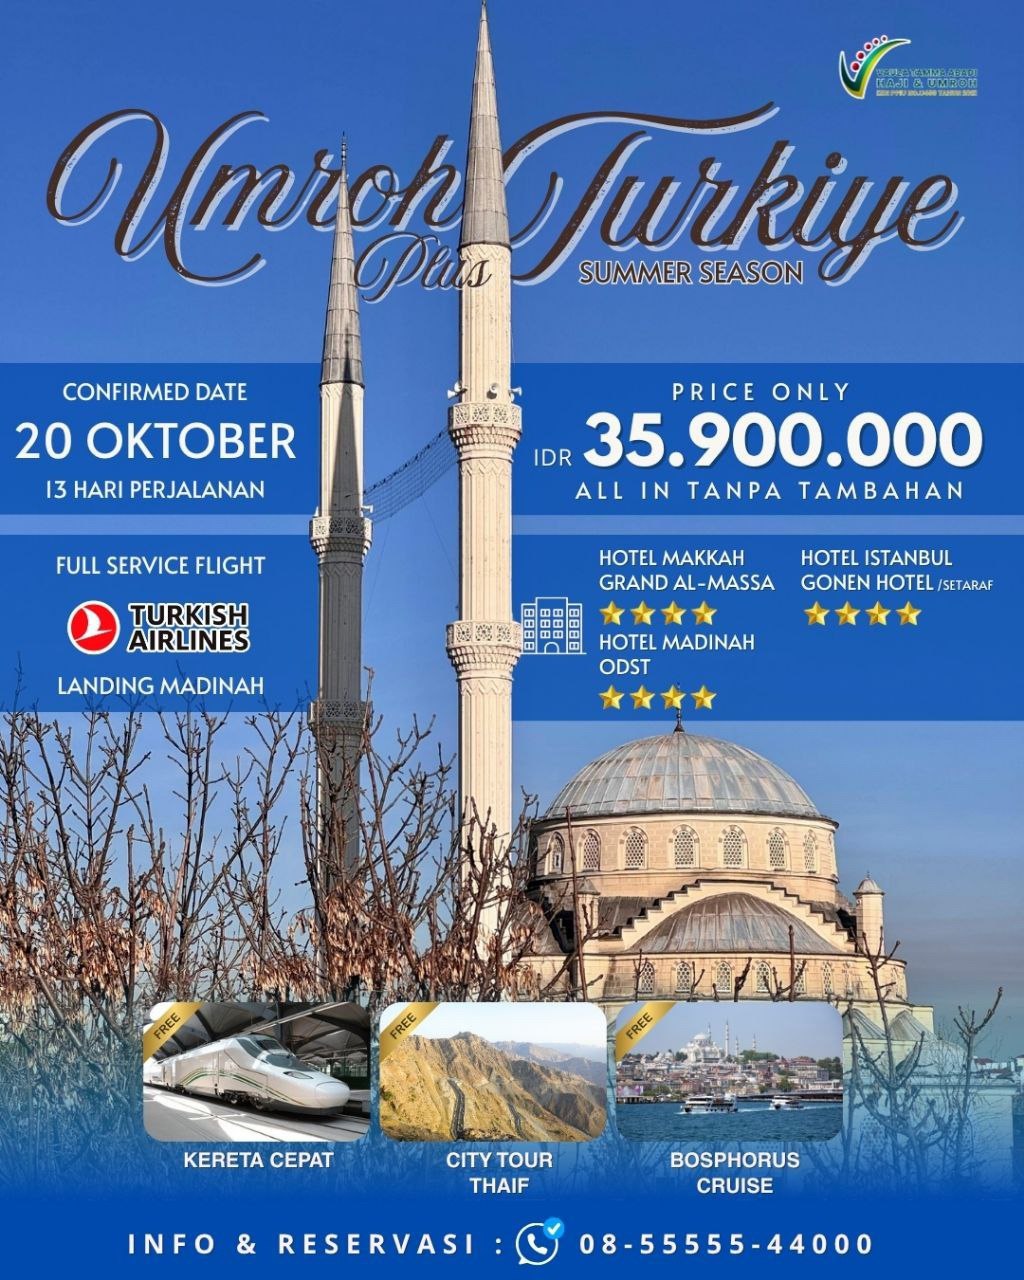 HAJI & UMROH
Umroh Turkiye
Plus
SUMMER SEASON
CONFIRMED DATE
20 OKTOBER
13 HARI PERJALANAN
PRICE ONLY
IDR 35.900.000
ALL IN TANPA TAMBAHAN
FULL SERVICE FLIGHT
TURKISH
AIRLINES
LANDING MADINAH
HOTEL MAKKAH
GRAND AL-MASSA
HOTEL MADINAH
ODST
HOTEL ISTANBUL
GONEN HOTEL /SETARAF
FREE
KERETA CEPAT
FREE
CITY TOUR
THAIF
FREE
BOSPHORUS
CRUISE
INFO & RESERVASI : 08-55555-44000